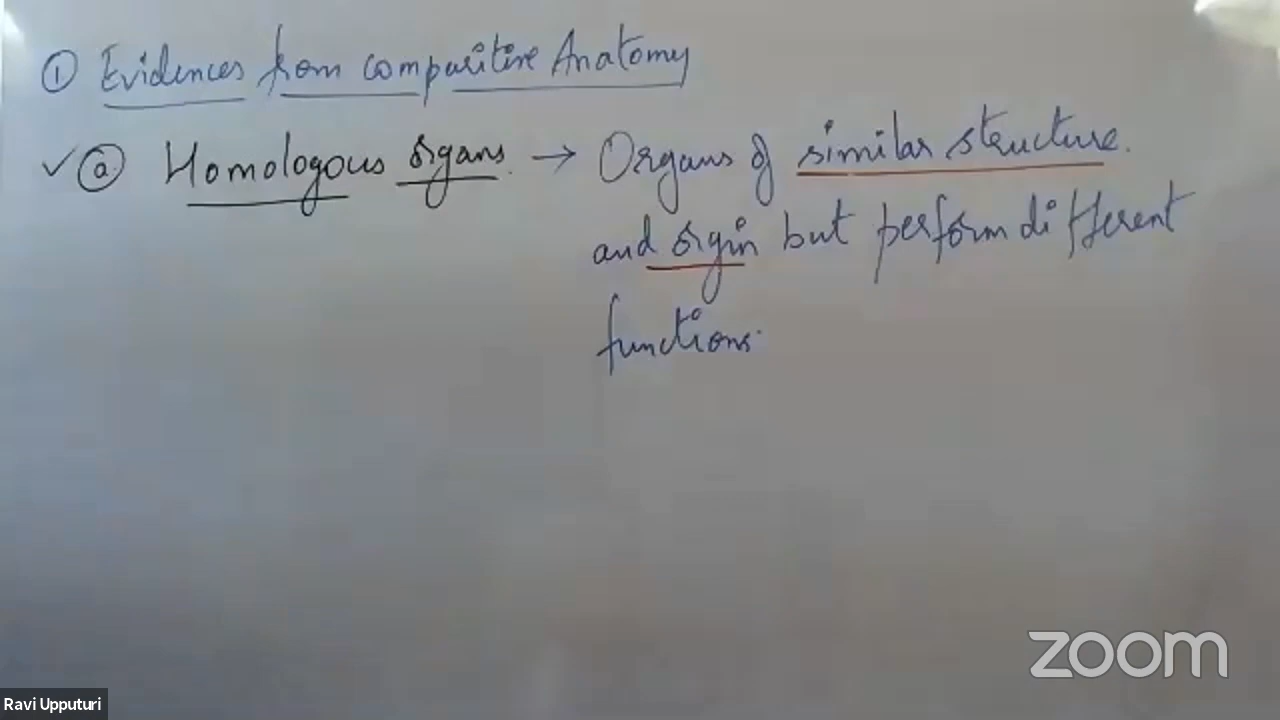 ① Evidences from comparitive Anatomy
✓ ⓐ Homologous organs. → Organs of similar structure.
and orgin but perform different
functions.
zoom
Ravi Upputuri